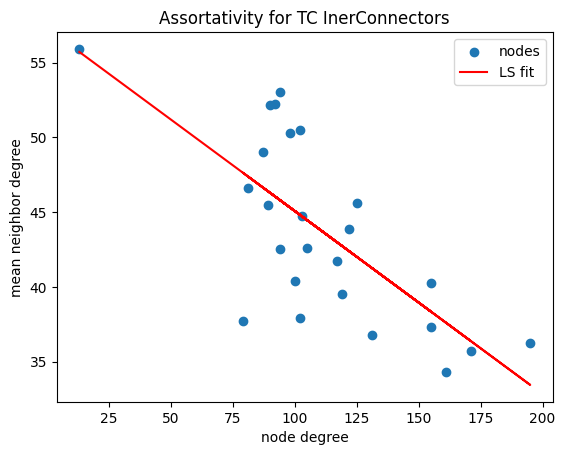 Assortativity for TC InerConnectors
nodes
LS fit
55
50
45
40
35
mean neighbor degree
25
50
75
100
125
150
175
200
node degree